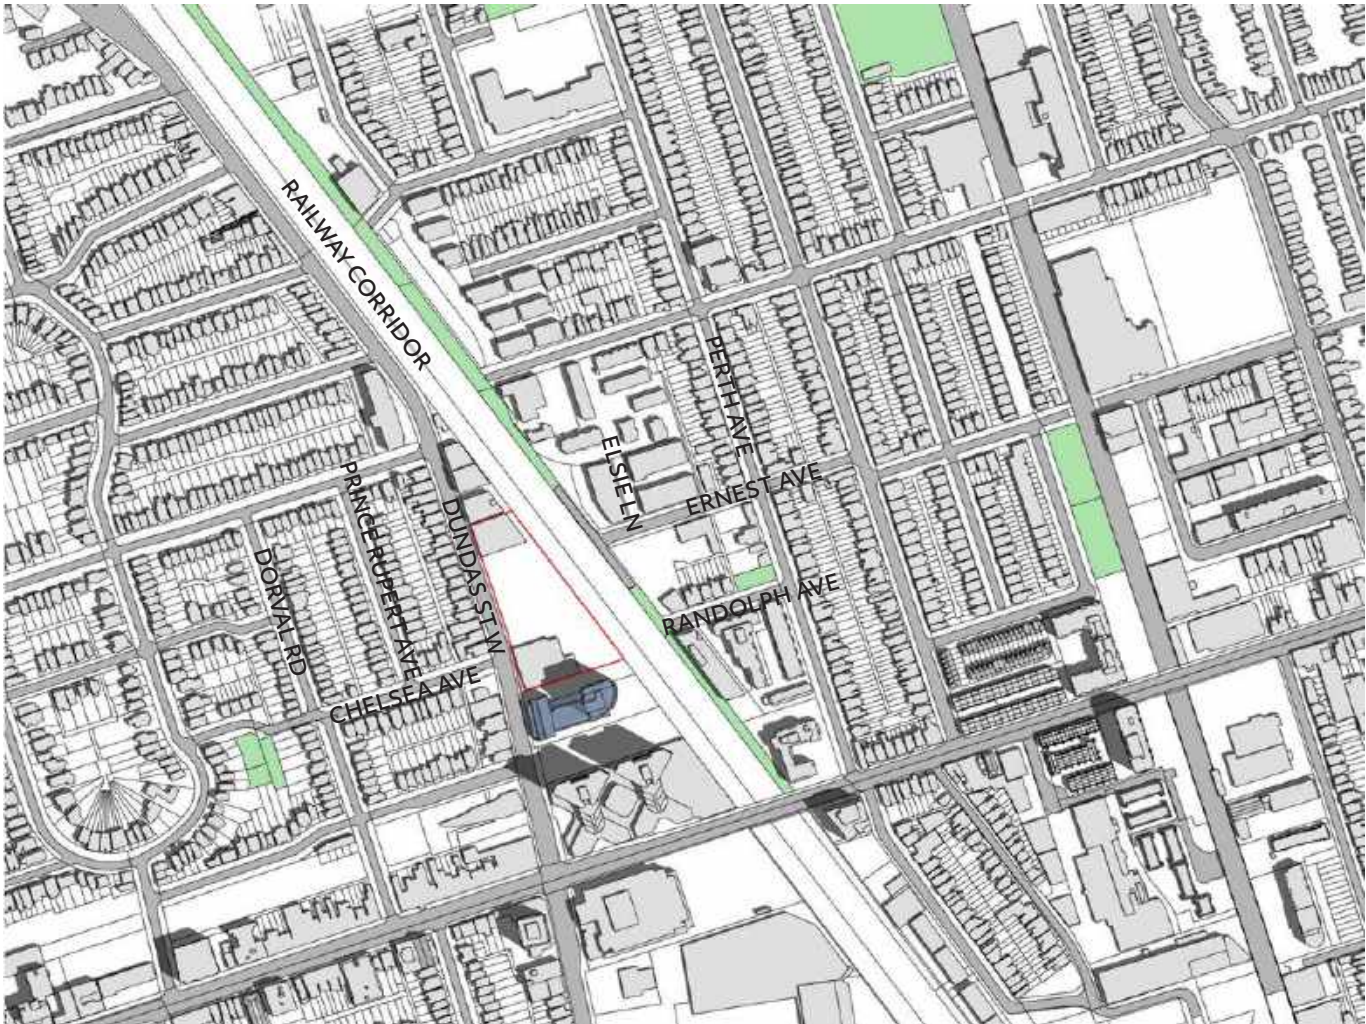 RAILWAY CORRIDOR
PERTH AVE
ELSIE LN
ERNEST AVE
PRINCE RUPERT AVE
DUNDAS ST W
DORVAL RD
RANDOLPH AVE
CHELSEA AVE